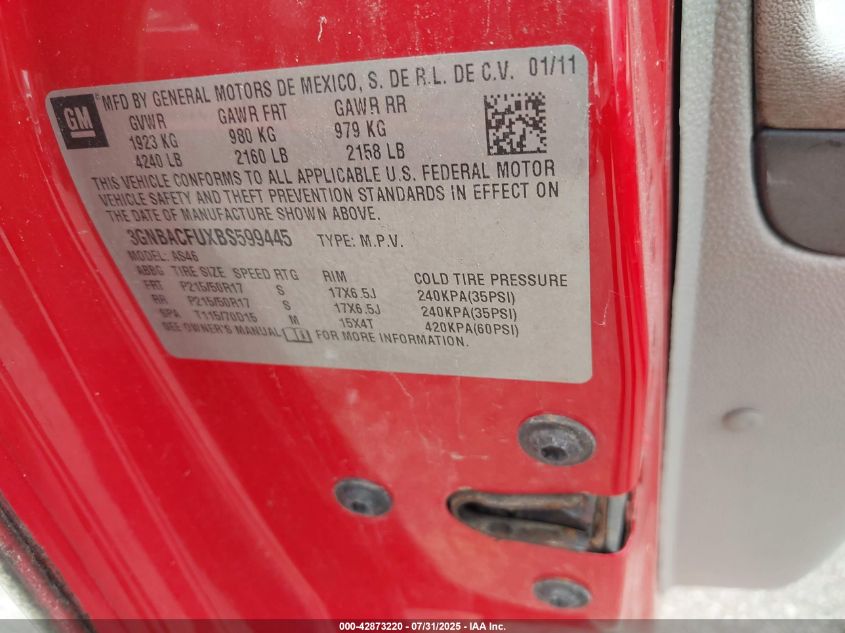 GM
MFD BY GENERAL MOTORS DE MEXICO, S. DE R.L. DE C.V. 01/11
GVWR GAWR FRT GAWR RR
1923 KG 980 KG 979 KG
4240 LB 2160 LB 2158 LB
THIS VEHICLE CONFORMS TO ALL APPLICABLE U.S. FEDERAL MOTOR
VEHICLE SAFETY AND THEFT PREVENTION STANDARDS IN EFFECT ON
THE DATE OF MANUFACTURE SHOWN ABOVE.
3GNBACFUXBS599445 TYPE: M.P.V.
MODEL: AS46
ABBG TIRE SIZE SPEED RTG RIM COLD TIRE PRESSURE
FRT P215/50R17 S 17X6.5J 240KPA(35PSI)
RR P215/50R17 S 17X6.5J 240KPA(35PSI)
SPA T115/70D15 M 15X4T 420KPA(60PSI)
SEE OWNER'S MANUAL FOR MORE INFORMATION.
000-42873220 - 07/31/2025 - IAA Inc.